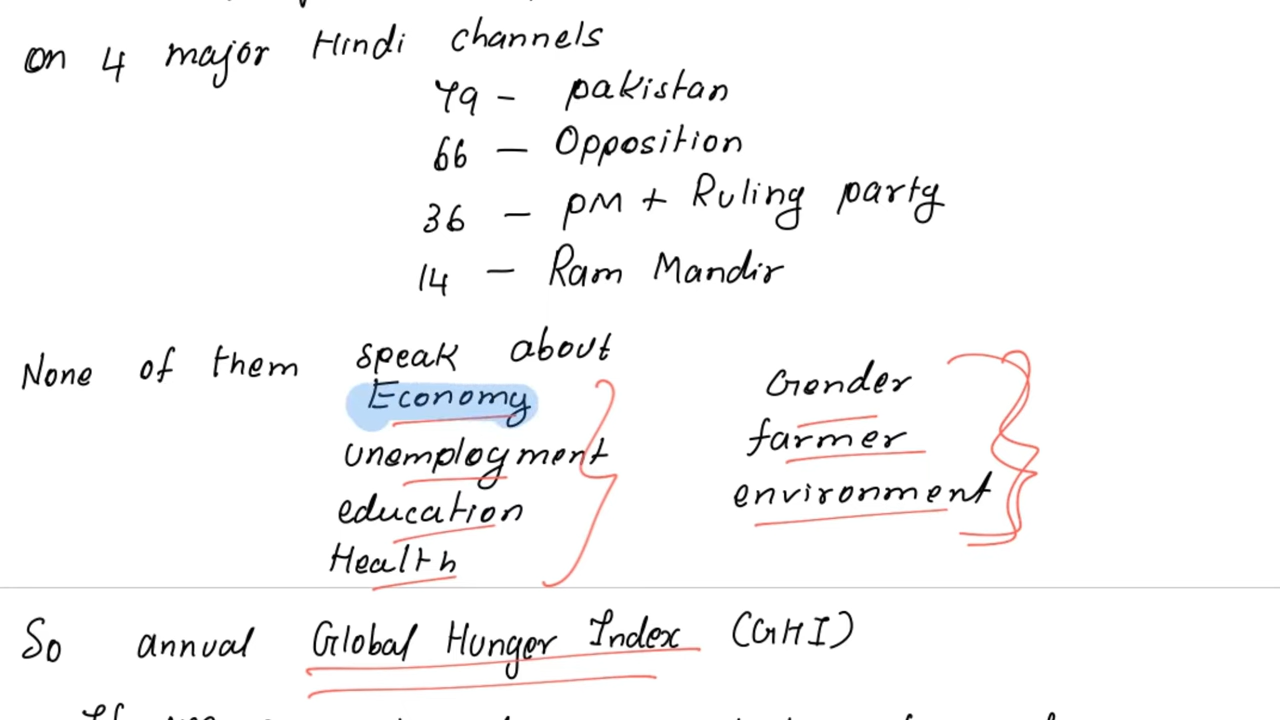 on 4 major Hindi channels
79 - pakistan
66 - Opposition
36 - PM + Ruling party
14 - Ram Mandir
None of them speak about
Economy
unemployment
education
Health
Gender
farmer
environment
So annual Global Hunger Index (GHI)